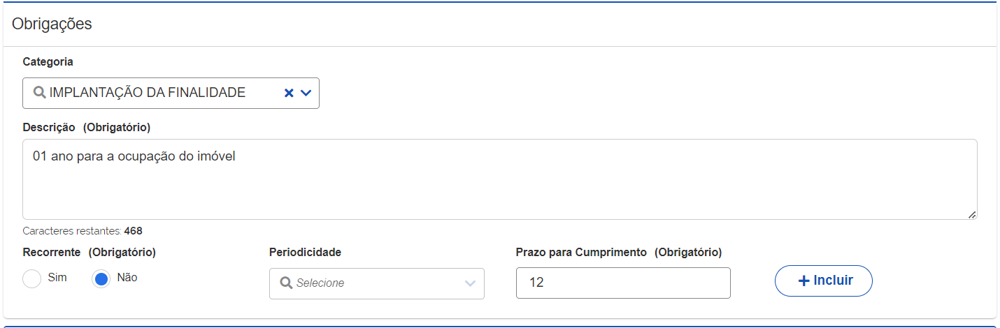 Obrigações
Categoria
IMPLANTAÇÃO DA FINALIDADE
Descrição (Obrigatório)
01 ano para a ocupação do imóvel
Caracteres restantes: 468
Recorrente (Obrigatório)
Sim
Não
Periodicidade
Selecione
Prazo para Cumprimento (Obrigatório)
12
Incluir